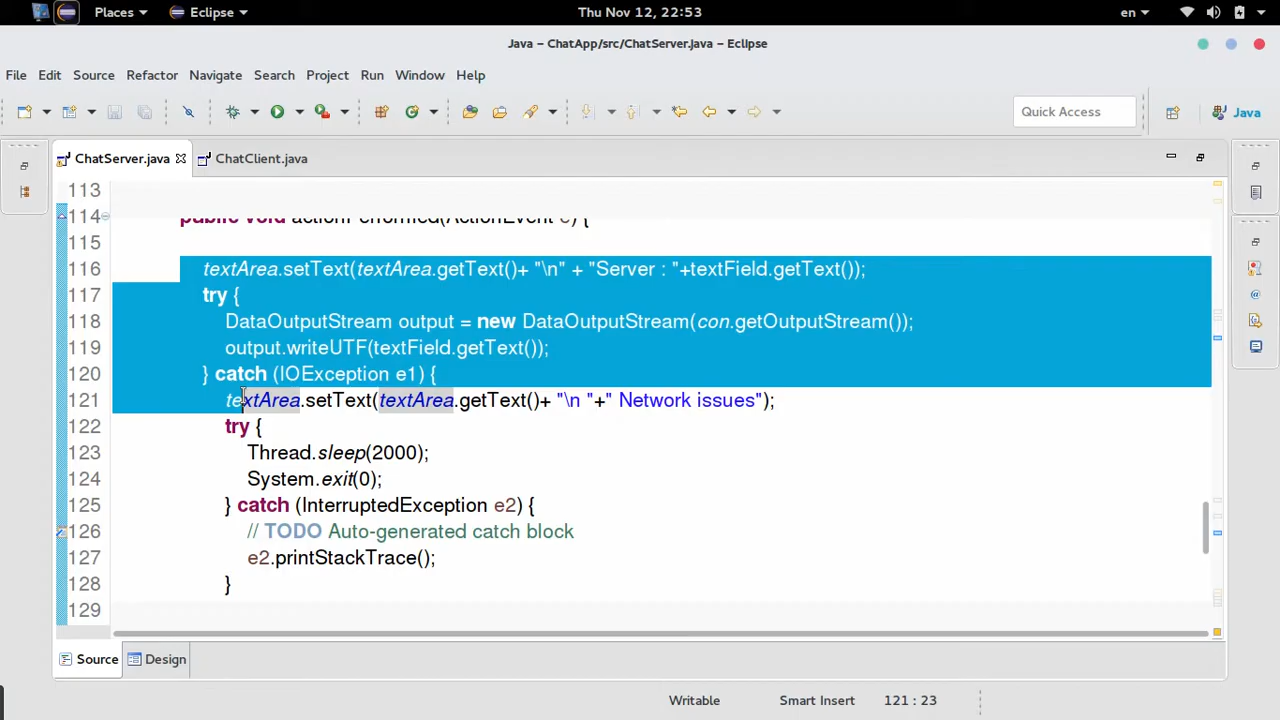 Places Eclipse Thu Nov 12, 22:53 en
Java – ChatApp/src/ChatServer.java – Eclipse
File Edit Source Refactor Navigate Search Project Run Window Help
Quick Access Java
ChatServer.java ChatClient.java
113
114 public void actionPerformed(ActionEvent e) {
115
116 textArea.setText(textArea.getText()+ "\n" + "Server : "+textField.getText());
117 try {
118 DataOutputStream output = new DataOutputStream(con.getOutputStream());
119 output.writeUTF(textField.getText());
120 } catch (IOException e1) {
121 textArea.setText(textArea.getText()+ "\n "+" Network issues");
122 try {
123 Thread.sleep(2000);
124 System.exit(0);
125 } catch (InterruptedException e2) {
126 // TODO Auto-generated catch block
127 e2.printStackTrace();
128 }
129
Source Design
Writable Smart Insert 121 : 23